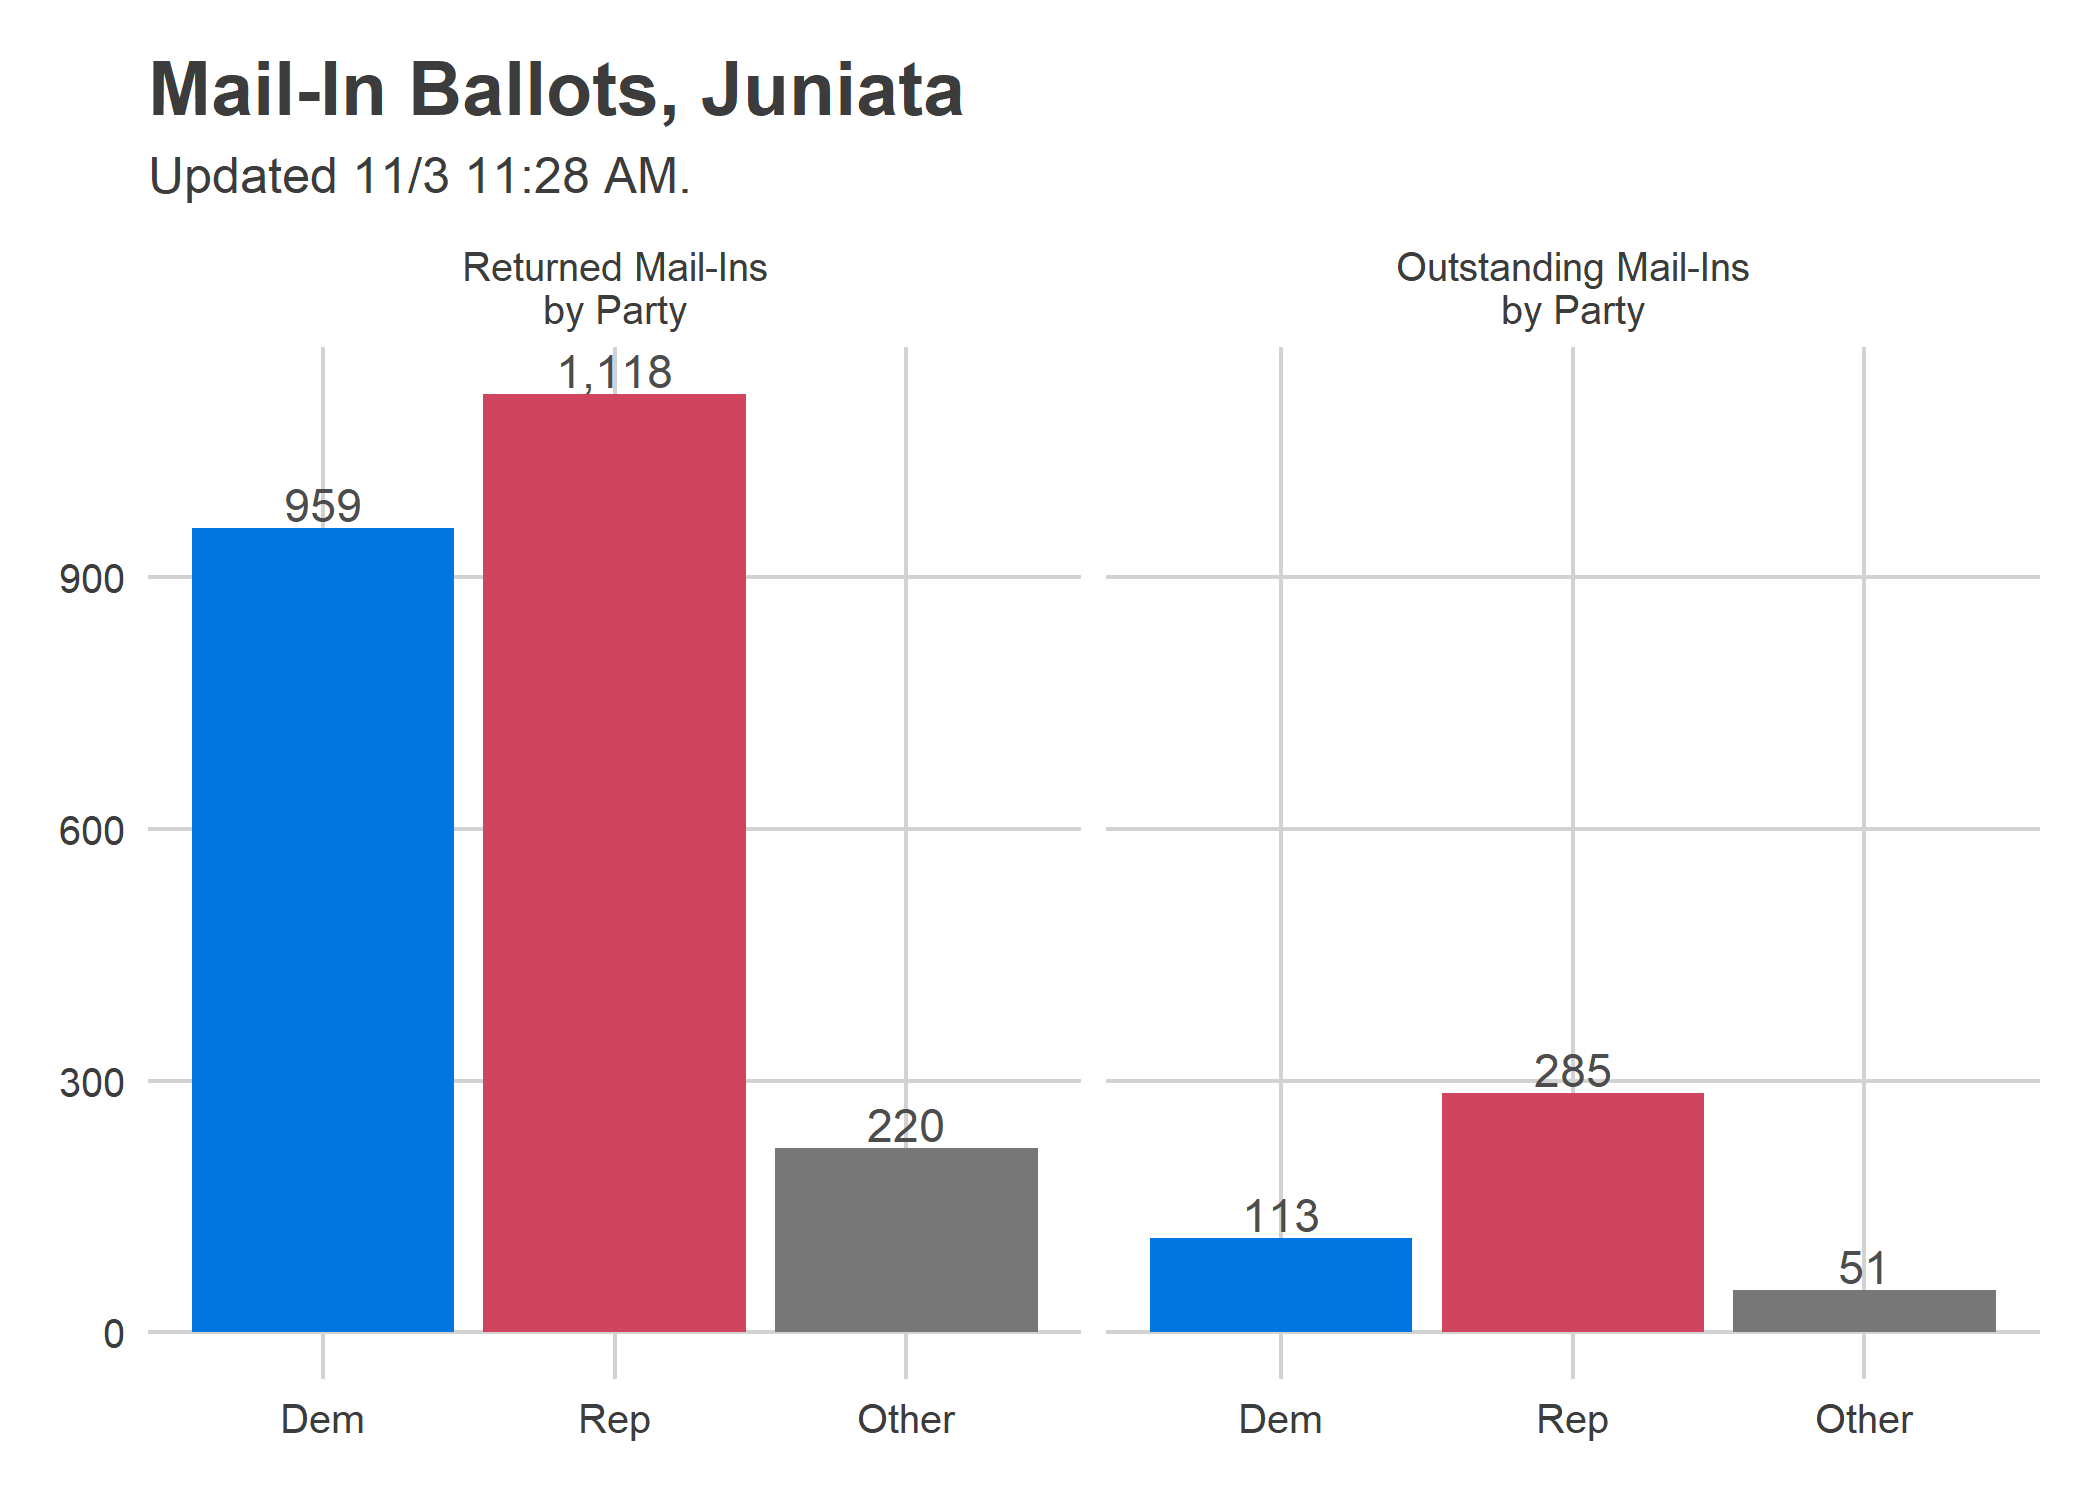 Mail-In Ballots, Juniata
Updated 11/3 11:28 AM.
Returned Mail-Ins
by Party
Outstanding Mail-Ins
by Party
1,118
959
900
600
300
285
220
113
51
0
Dem
Rep
Other
Dem
Rep
Other